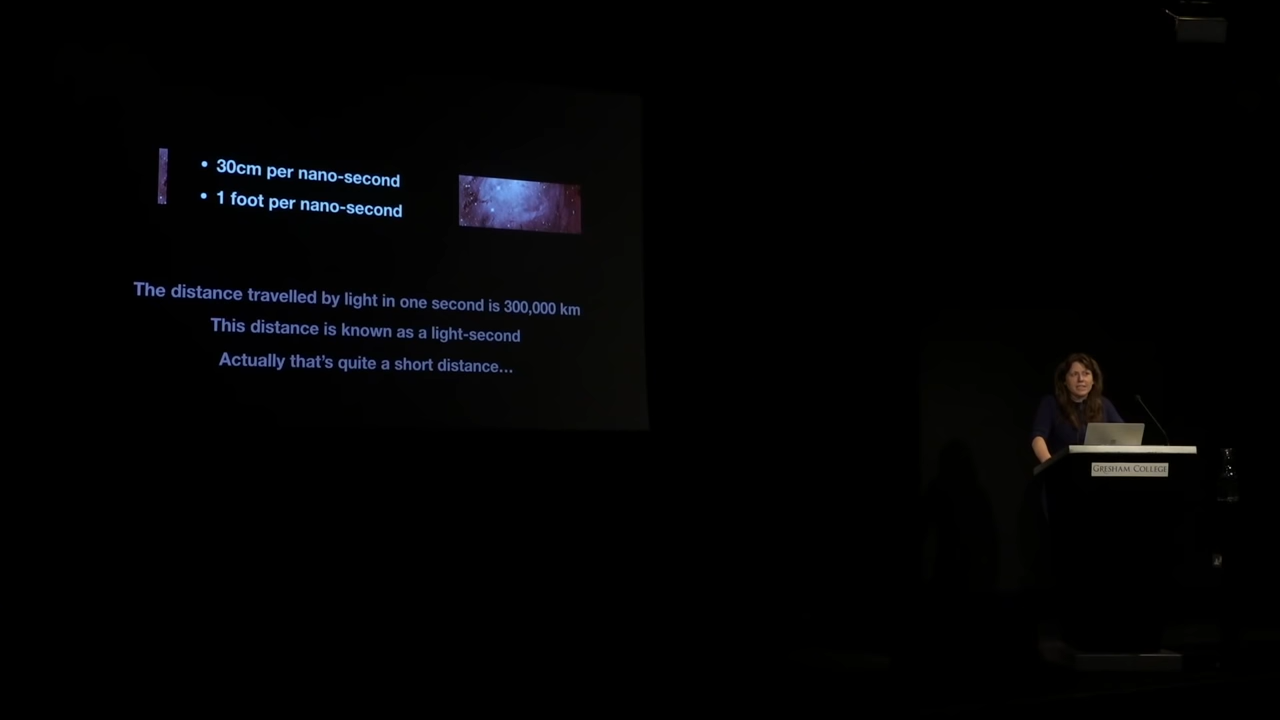 • 30cm per nano-second
• 1 foot per nano-second
The distance travelled by light in one second is 300,000 km
This distance is known as a light-second
Actually that's quite a short distance...
GRESHAM COLLEGE